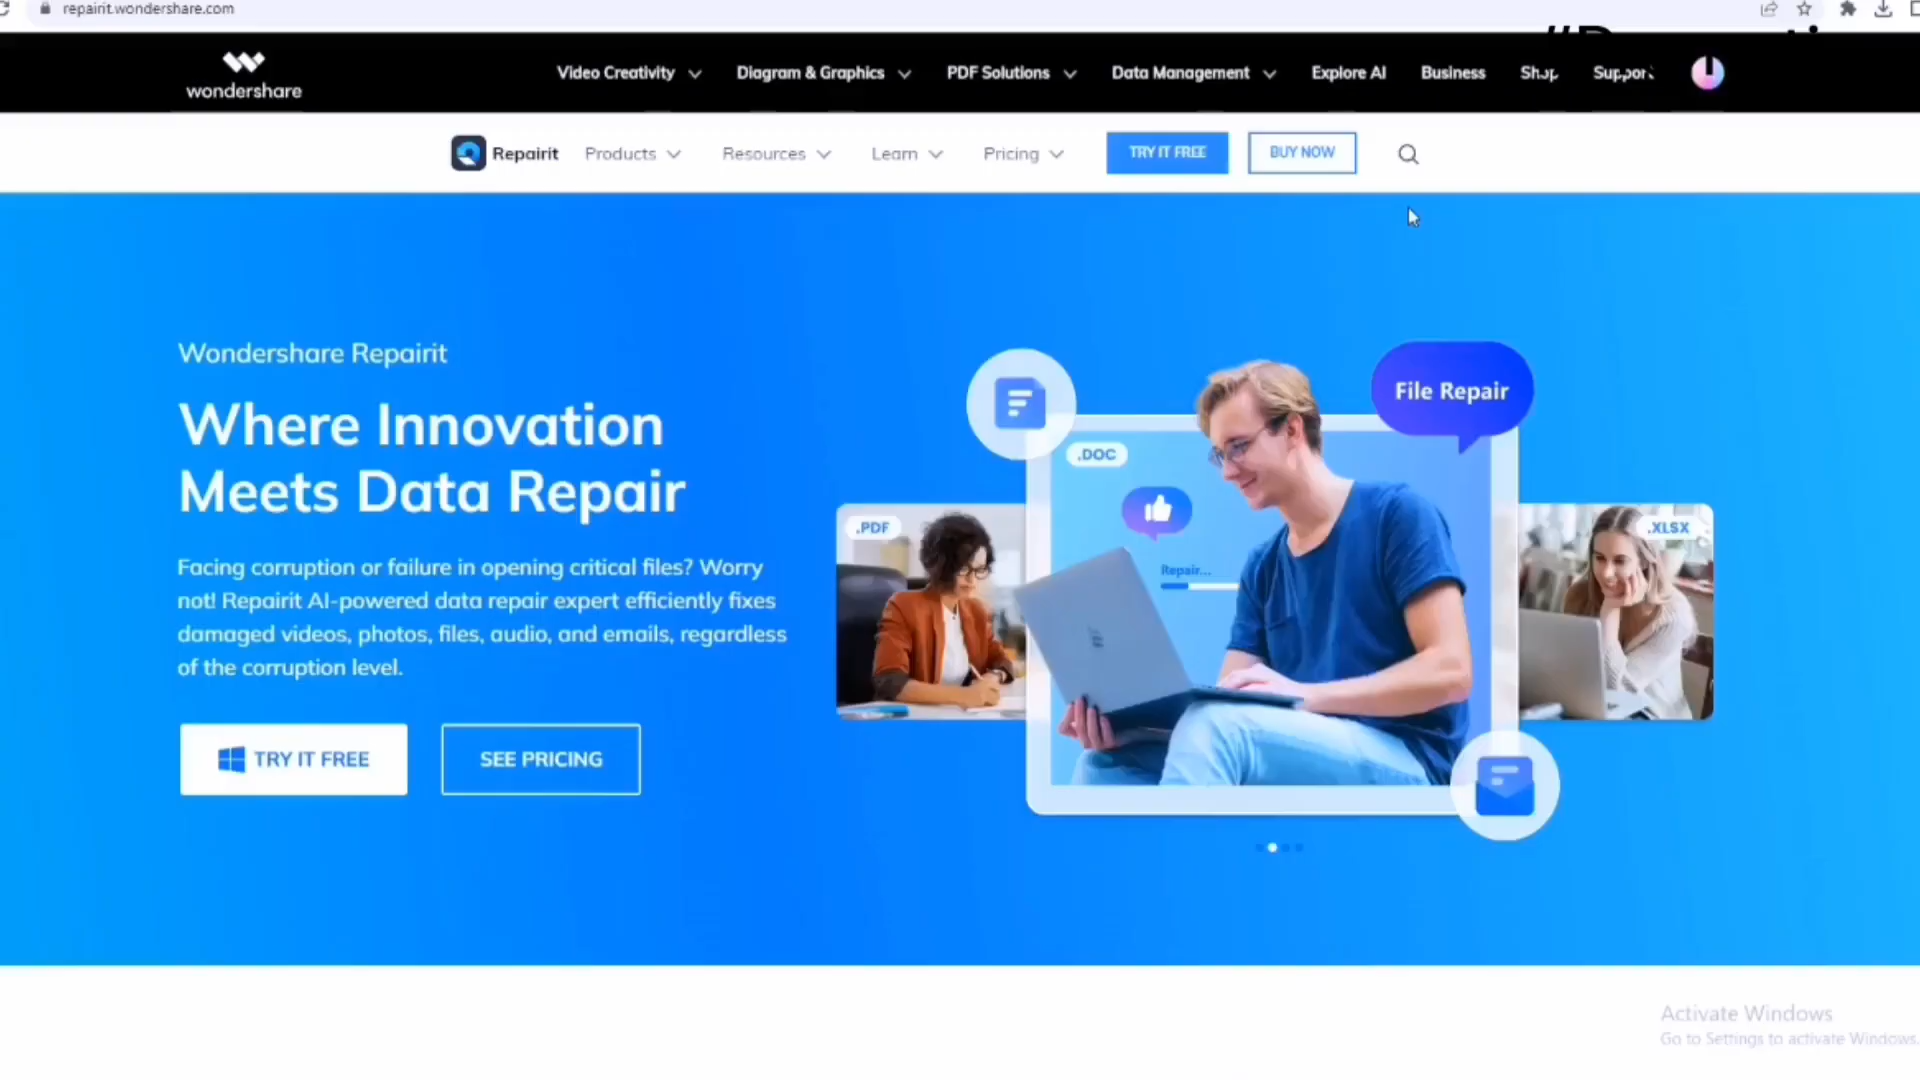 repairit.wondershare.com
wondershare
Video Creativity
Diagram & Graphics
PDF Solutions
Data Management
Explore AI
Business
Shop
Support
Repairit
Products
Resources
Learn
Pricing
TRY IT FREE
BUY NOW
Wondershare Repairit
Where Innovation
Meets Data Repair
Facing corruption or failure in opening critical files? Worry
not! Repairit AI-powered data repair expert efficiently fixes
damaged videos, photos, files, audio, and emails, regardless
of the corruption level.
TRY IT FREE
SEE PRICING
File Repair
.DOC
.PDF
.XLSX
Repair...
Activate Windows
Go to Settings to activate Windows.